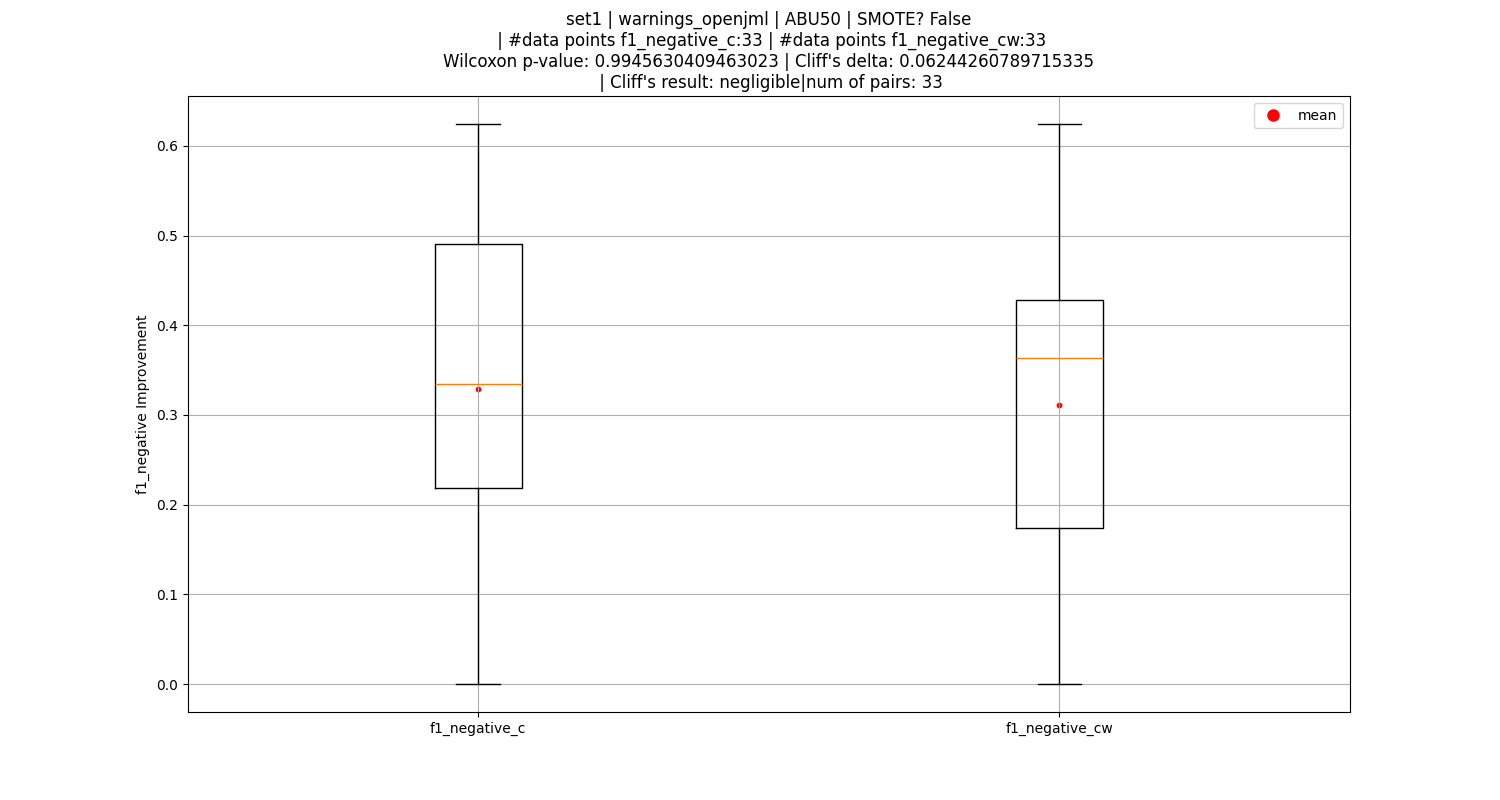 set1 | warnings_openjml | ABU50 | SMOTE? False
| #data points f1_negative_c:33 | #data points f1_negative_cw:33
Wilcoxon p-value: 0.9945630409463023 | Cliff's delta: 0.06244260789715335
| Cliff's result: negligible|num of pairs: 33
mean
0.6
0.5
0.4
0.3
0.2
0.1
0.0
f1_negative Improvement
f1_negative_c
f1_negative_cw